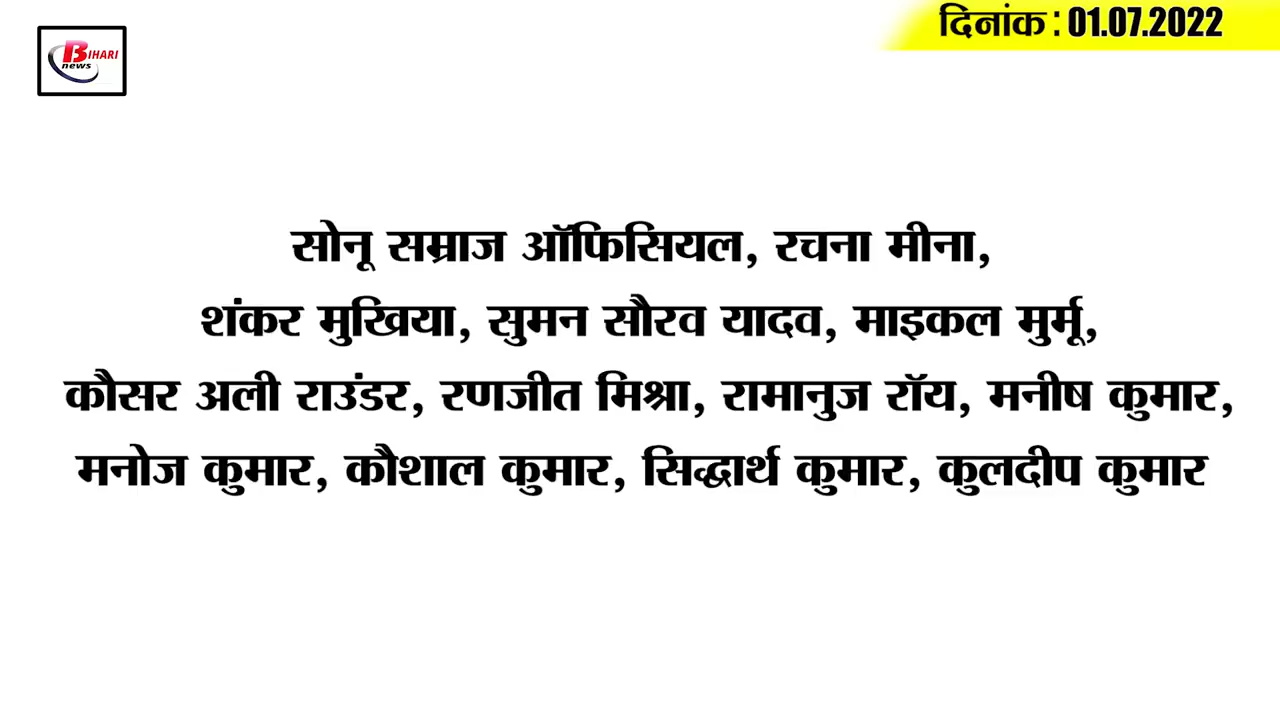 दिनांक : 01.07.2022
BIHARI
news
सोनू सम्राज ऑफिसियल, रचना मीना,
शंकर मुखिया, सुमन सौरव यादव, माइकल मुर्मू,
कौसर अली राउंडर, रणजीत मिश्रा, रामानुज रॉय, मनीष कुमार,
मनोज कुमार, कौशाल कुमार, सिद्धार्थ कुमार, कुलदीप कुमार